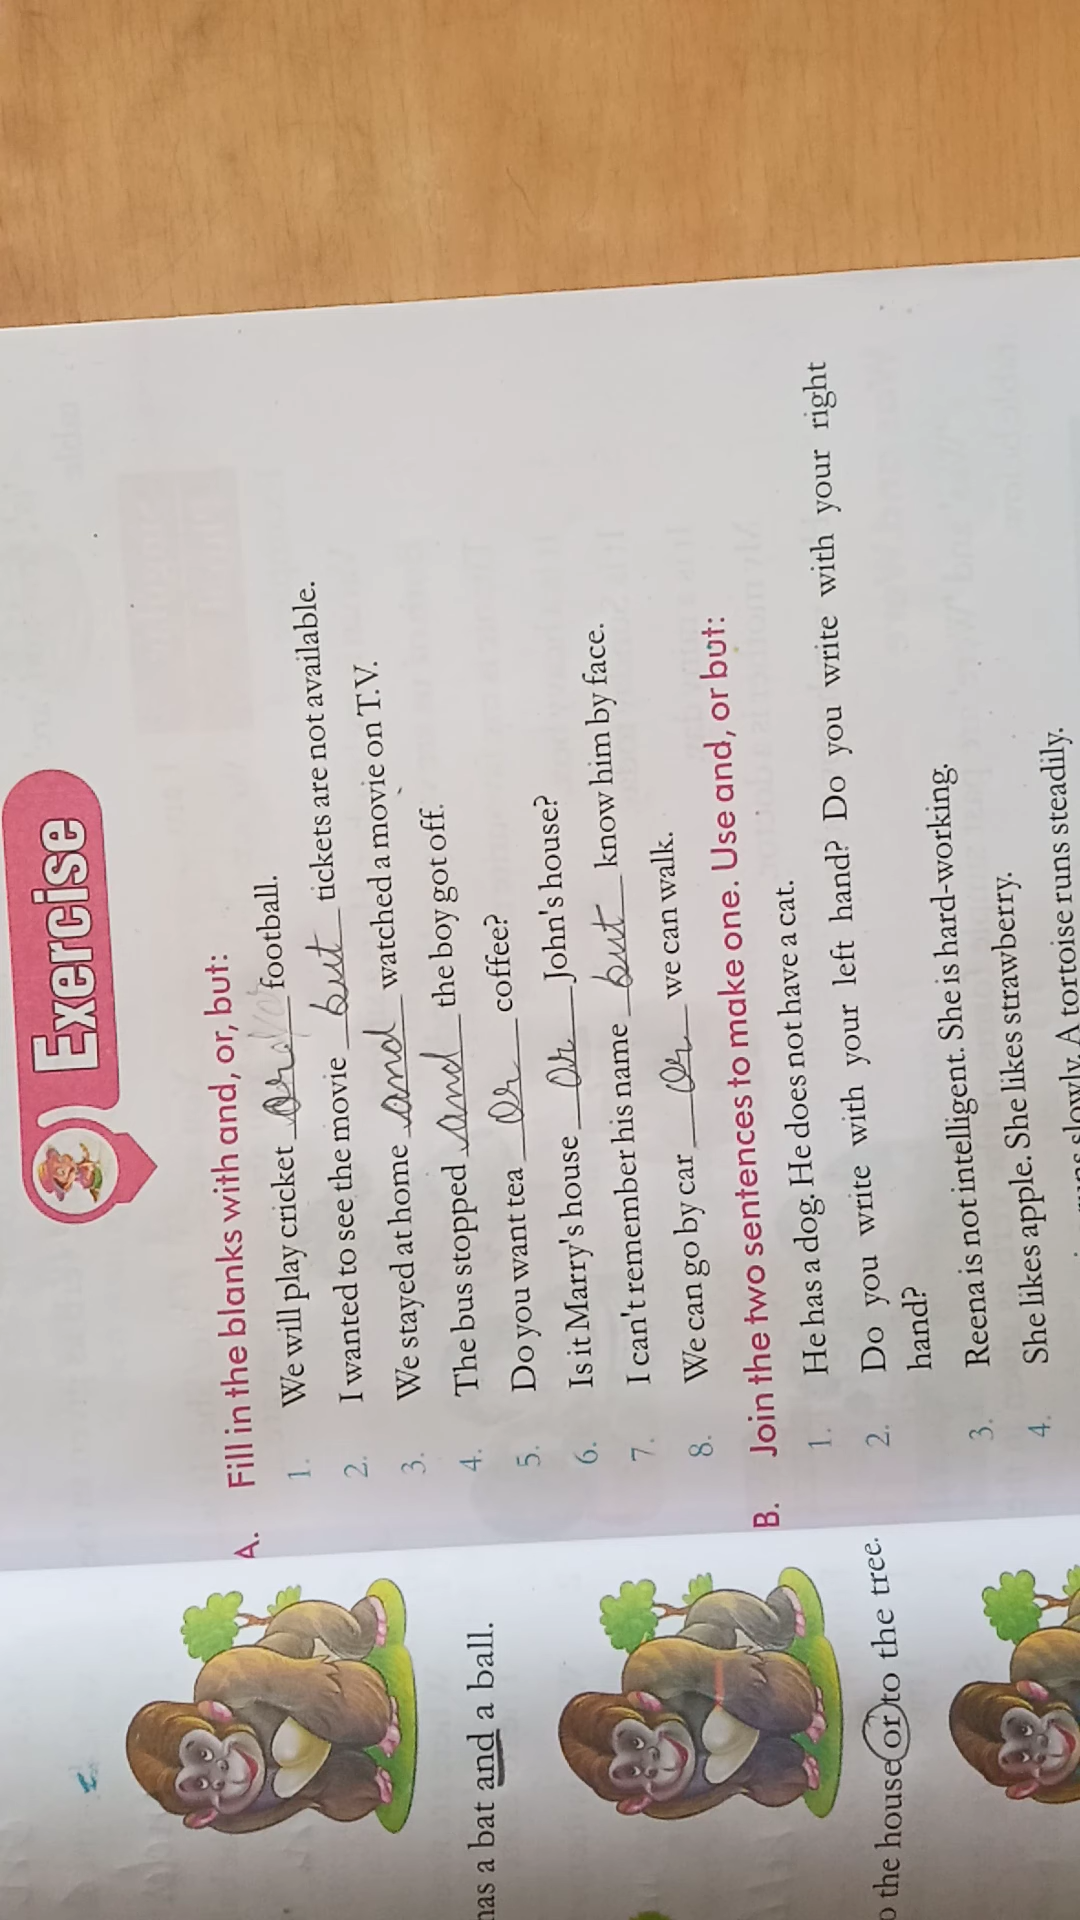 Exercise
A. Fill in the blanks with and, or, but:
1. We will play cricket or football.
2. I wanted to see the movie but tickets are not available.
3. We stayed at home and watched a movie on T.V.
4. The bus stopped and the boy got off.
5. Do you want tea or coffee?
6. Is it Marry's house or John's house?
7. I can't remember his name but know him by face.
8. We can go by car or we can walk.
B. Join the two sentences to make one. Use and, or but:
1. He has a dog. He does not have a cat.
2. Do you write with your left hand? Do you write with your right
hand?
3. Reena is not intelligent. She is hard-working.
4. She likes apple. She likes strawberry.
slowly. A tortoise runs steadily.
has a bat and a ball.
the house or to the tree.